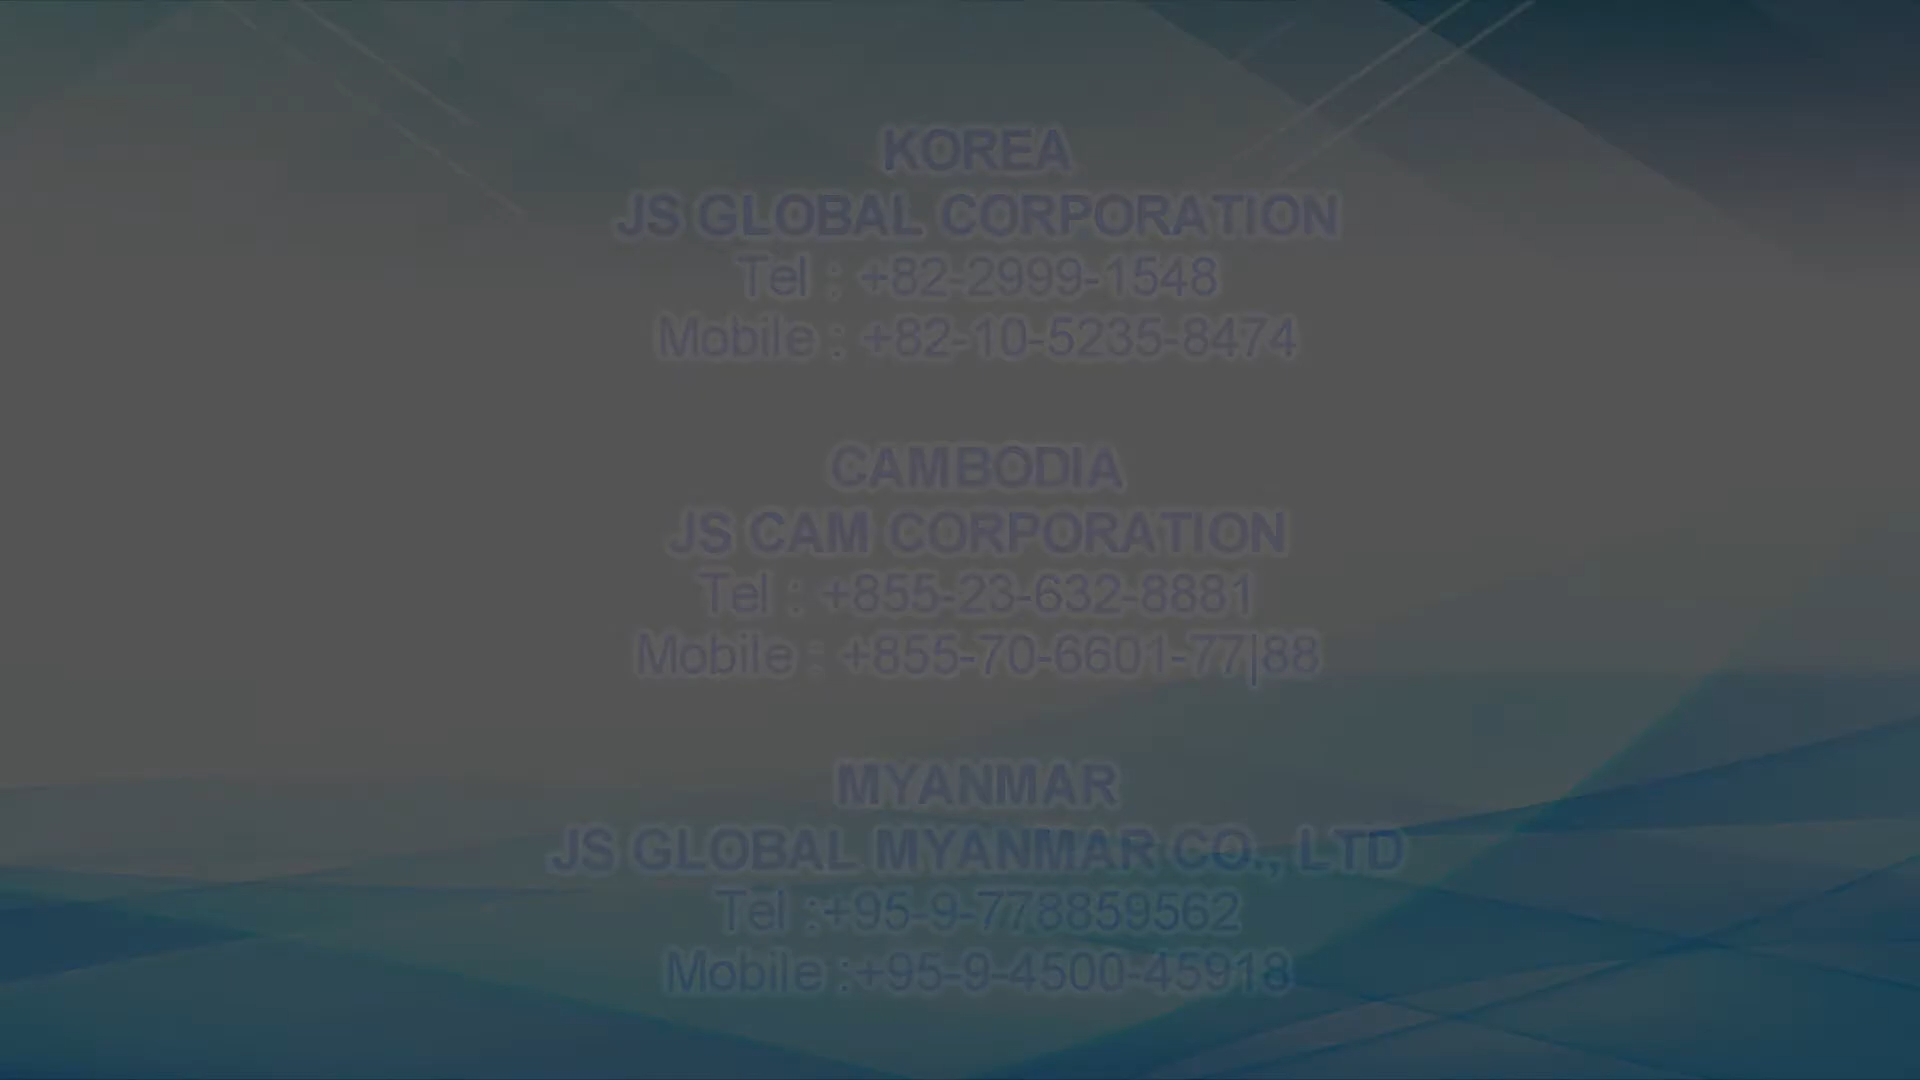 KOREA
JS GLOBAL CORPORATION
Tel : +82-2999-1548
Mobile : +82-10-5235-8474
CAMBODIA
JS CAM CORPORATION
Tel : +855-23-632-8881
Mobile : +855-70-6601-77|88
MYANMAR
JS GLOBAL MYANMAR CO., LTD
Tel :+95-9-778859562
Mobile :+95-9-4500-45918